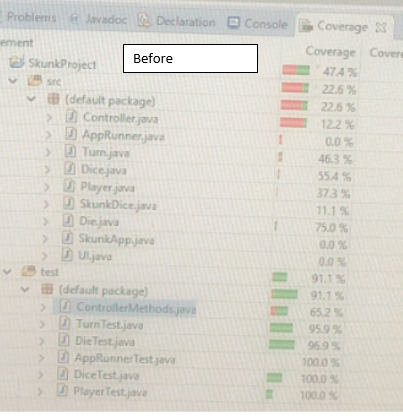 Problems Javadoc Declaration Console Coverage
ement Coverage Covere
Before
SkunkProject 47.4 %
src 22.6 %
(default package) 22.6 %
Controller.java 12.2 %
AppRunner.java 0.0 %
Turn.java 46.3 %
Dice.java 55.4 %
Player.java 37.3 %
SkunkDice.java 11.1 %
Die.java 75.0 %
SkunkApp.java 0.0 %
UI.java 0.0 %
test 91.1 %
(default package) 91.1 %
ControllerMethods.java 65.2 %
TurnTest.java 95.9 %
DieTest.java 96.9 %
AppRunnerTest.java 100.0 %
DiceTest.java 100.0 %
PlayerTest.java 100.0 %